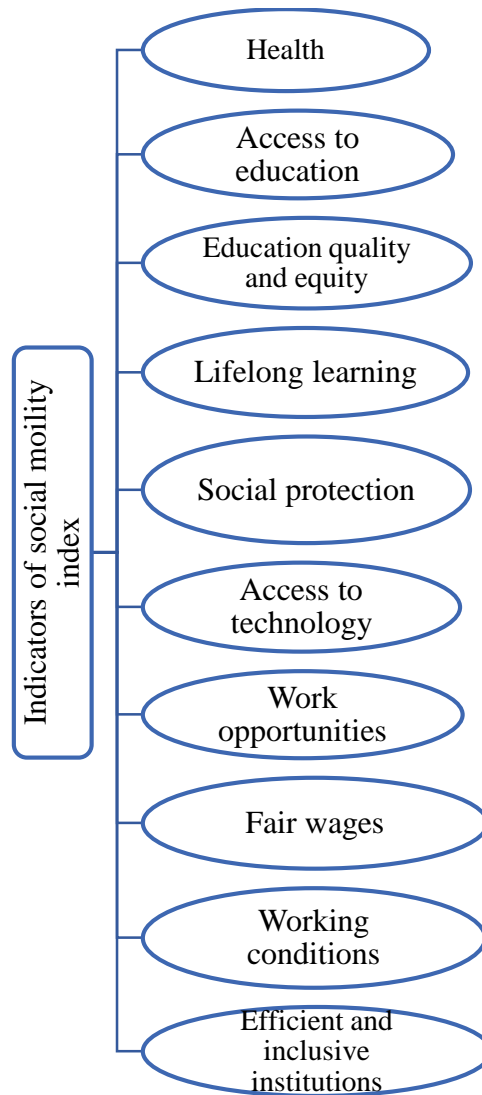 Indicators of social moility
index
Health
Access to
education
Education quality
and equity
Lifelong learning
Social protection
Access to
technology
Work
opportunities
Fair wages
Working
conditions
Efficient and
inclusive
institutions